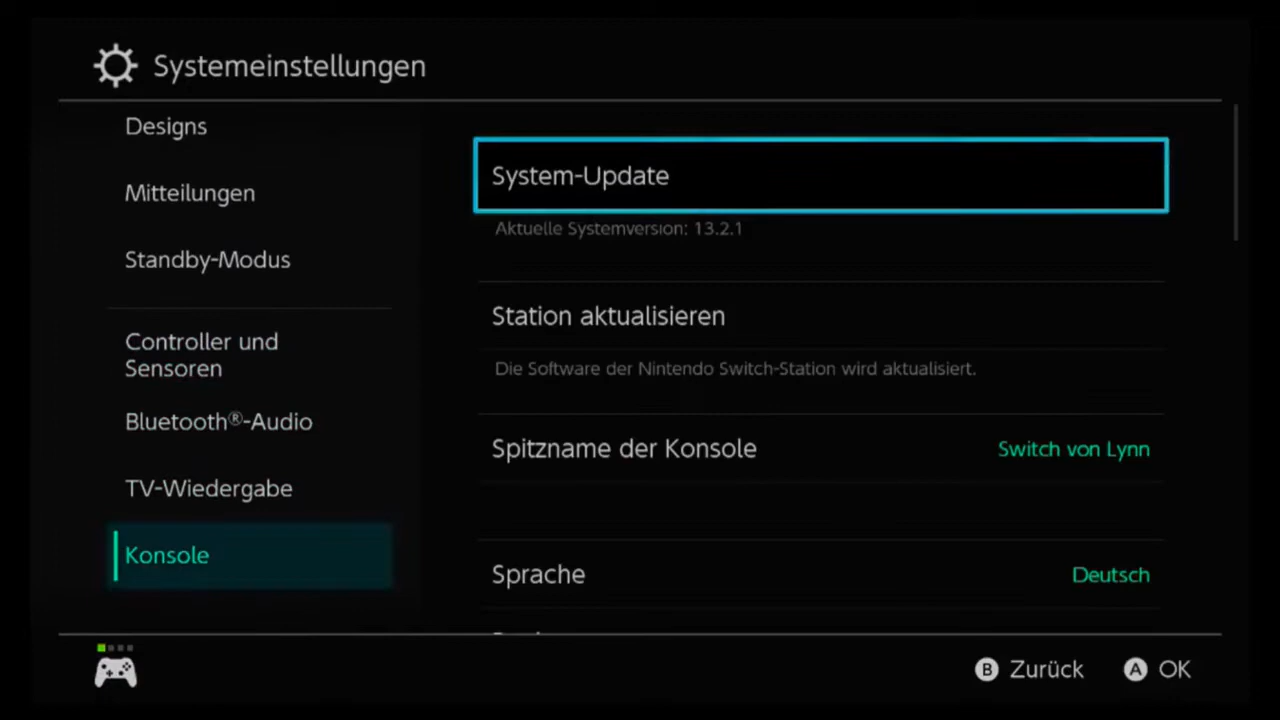 Systemeinstellungen
Designs
Mitteilungen
Standby-Modus
Controller und
Sensoren
Bluetooth®-Audio
TV-Wiedergabe
Konsole
System-Update
Aktuelle Systemversion: 13.2.1
Station aktualisieren
Die Software der Nintendo Switch-Station wird aktualisiert.
Spitzname der Konsole Switch von Lynn
Sprache Deutsch
B Zurück A OK